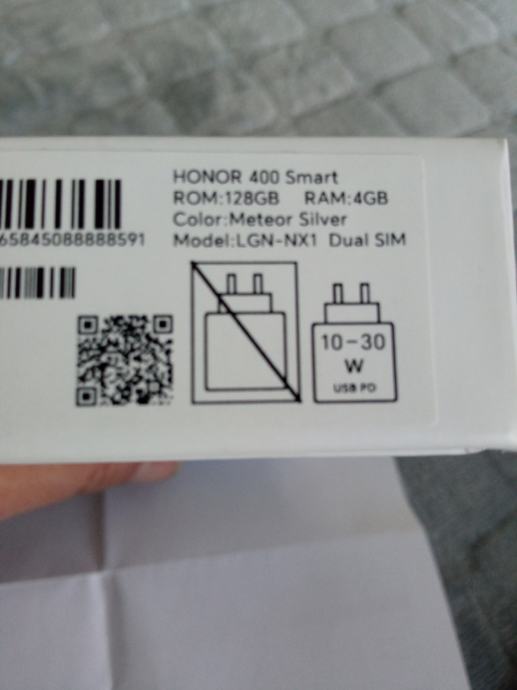 HONOR 400 Smart
ROM:128GB RAM:4GB
Color:Meteor Silver
65845088888591
Model:LGN-NX1 Dual SIM
10-30
W
USB PD